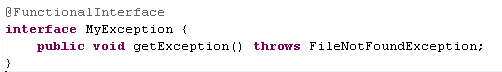 @FunctionalInterface
interface MyException {
    public void getException() throws FileNotFoundException;
}